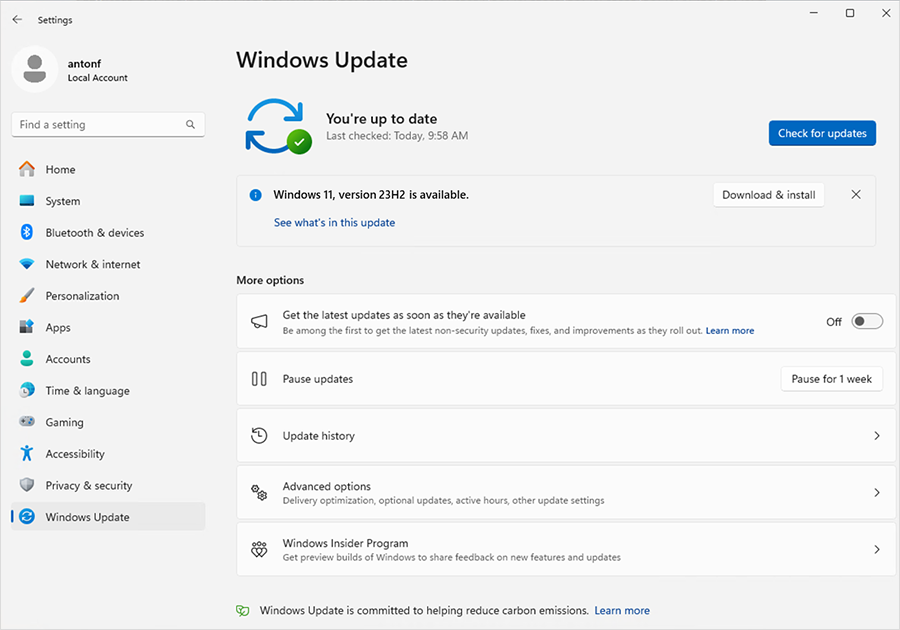 Settings
antonf
Local Account
Find a setting
Home
System
Bluetooth & devices
Network & internet
Personalization
Apps
Accounts
Time & language
Gaming
Accessibility
Privacy & security
Windows Update
Windows Update
You're up to date
Last checked: Today, 9:58 AM
Check for updates
Windows 11, version 23H2 is available.
Download & install
See what's in this update
More options
Get the latest updates as soon as they're available
Be among the first to get the latest non-security updates, fixes, and improvements as they roll out. Learn more
Off
Pause updates
Pause for 1 week
Update history
Advanced options
Delivery optimization, optional updates, active hours, other update settings
Windows Insider Program
Get preview builds of Windows to share feedback on new features and updates
Windows Update is committed to helping reduce carbon emissions. Learn more